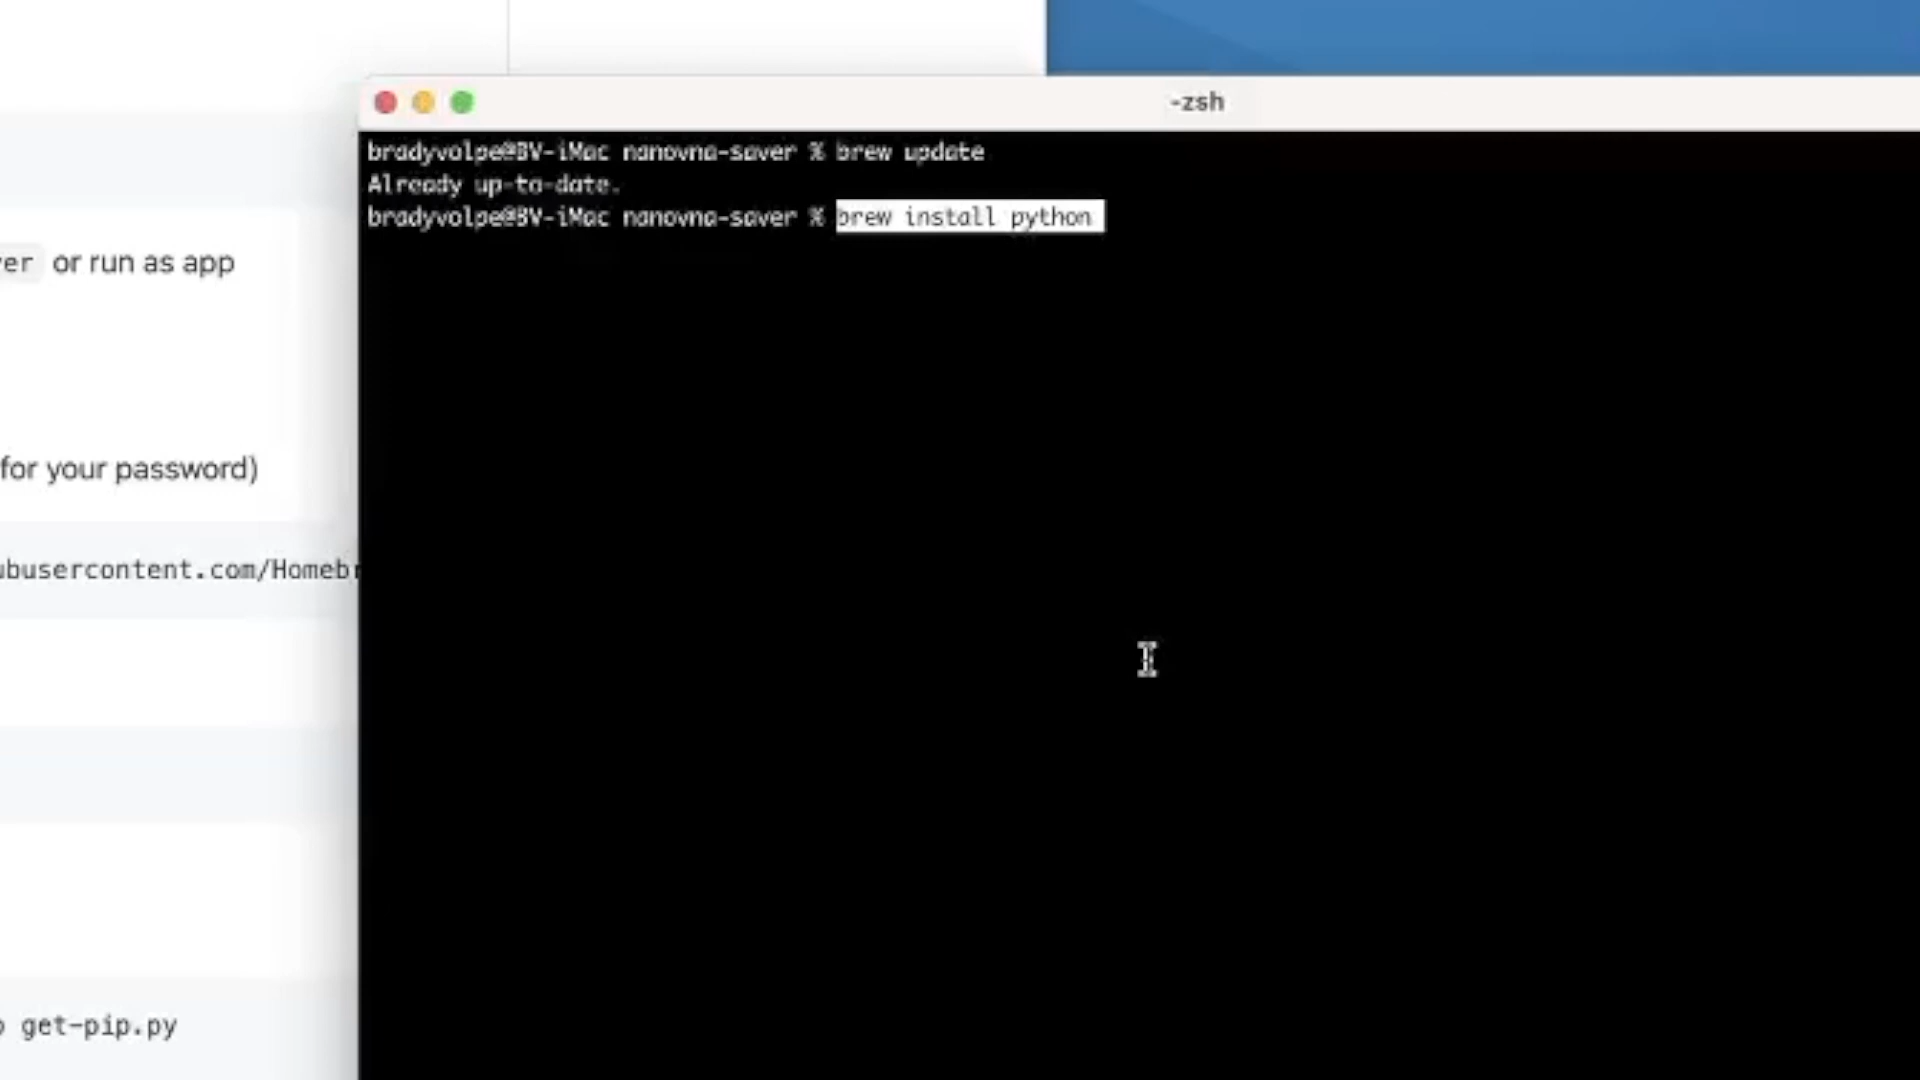 -zsh
bradyvolpe@BV-iMac nanovna-saver % brew update
Already up-to-date.
bradyvolpe@BV-iMac nanovna-saver % brew install python
er or run as app
for your password)
ubusercontent.com/Homebr
get-pip.py